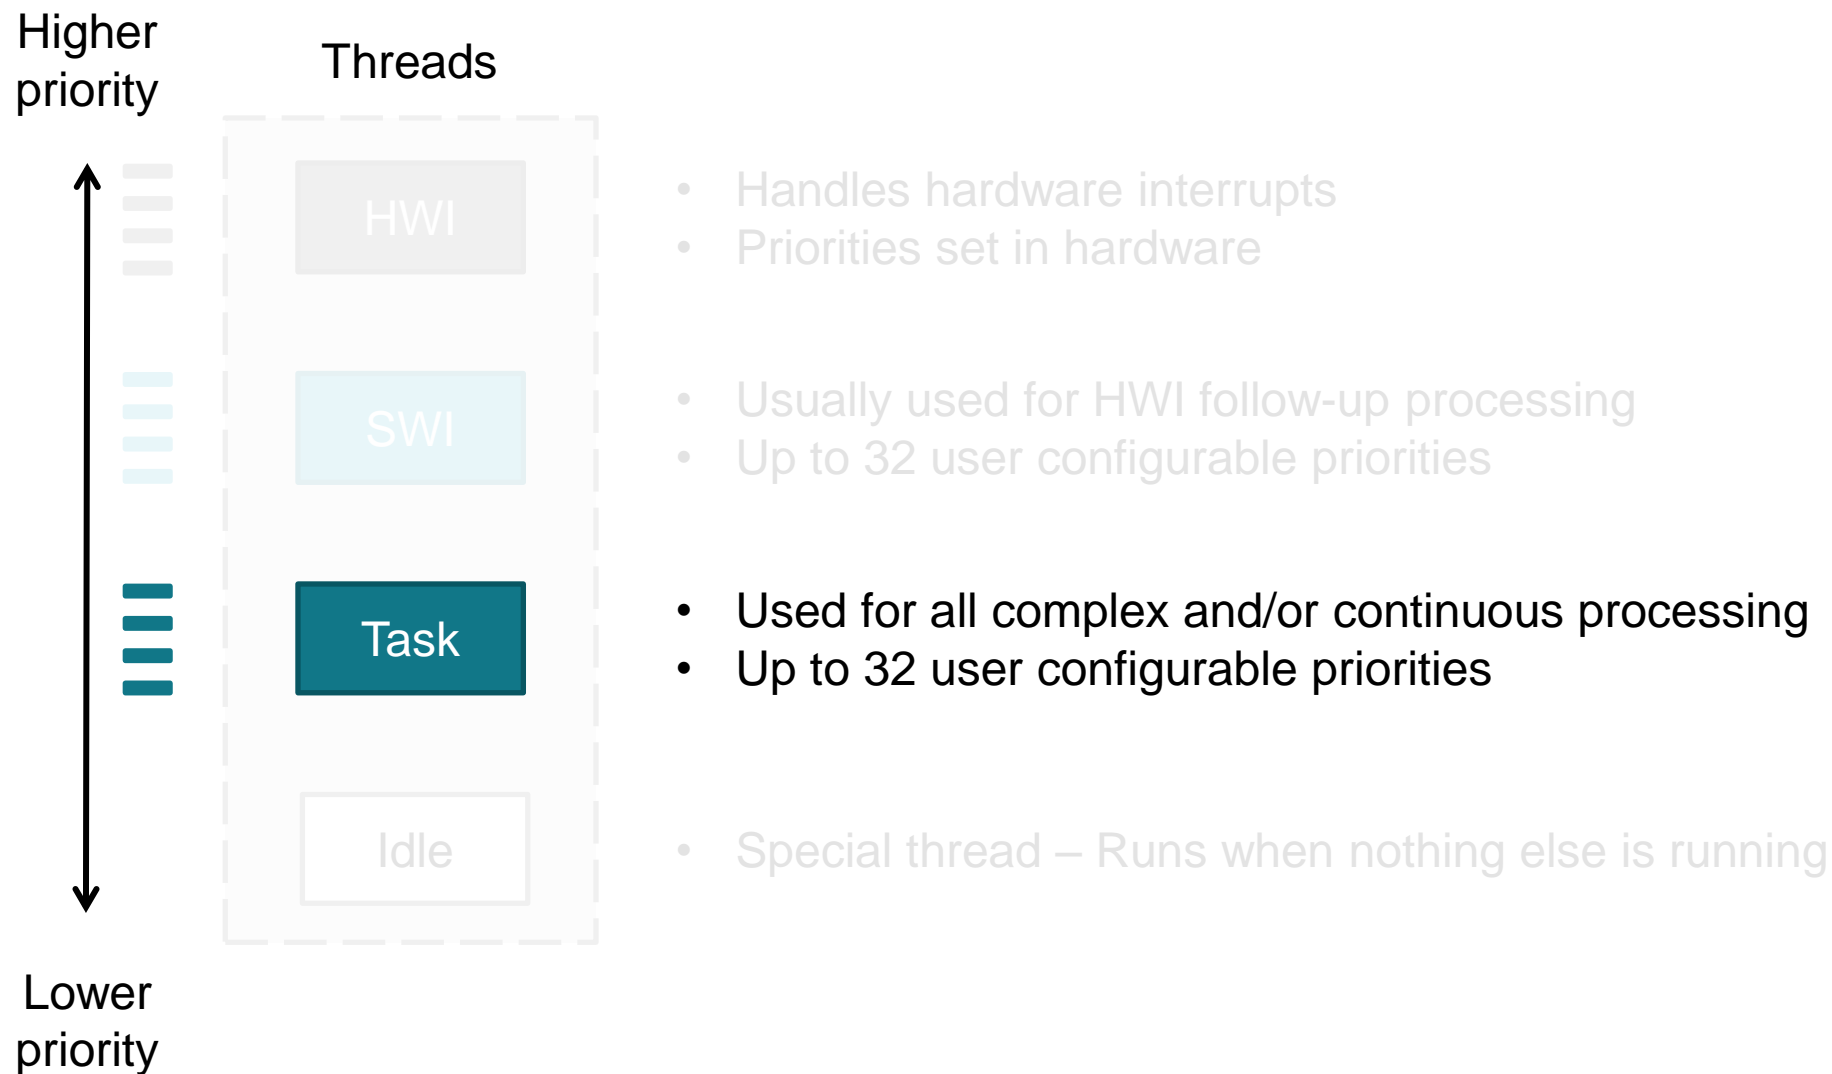 Higher
priority
Threads
HWI
• Handles hardware interrupts
• Priorities set in hardware
SWI
• Usually used for HWI follow-up processing
• Up to 32 user configurable priorities
Task
• Used for all complex and/or continuous processing
• Up to 32 user configurable priorities
Idle
• Special thread – Runs when nothing else is running
Lower
priority